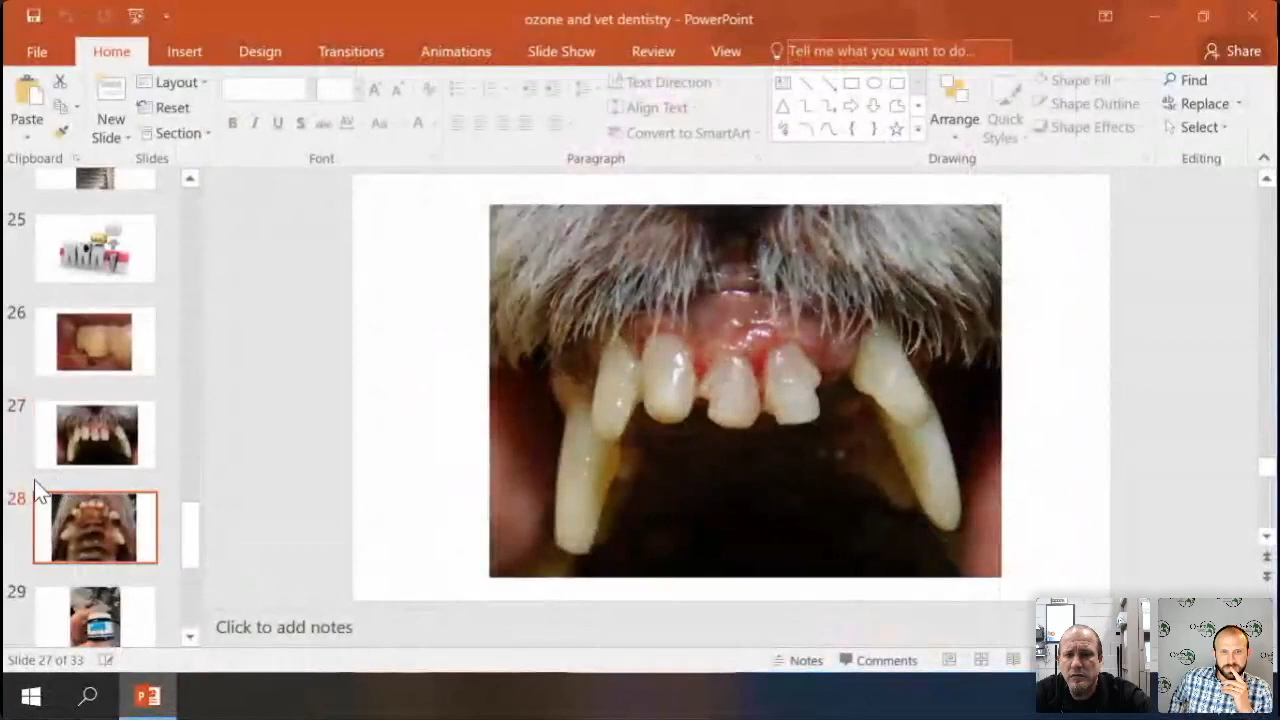 ozone and vet dentistry - PowerPoint
File Home Insert Design Transitions Animations Slide Show Review View Tell me what you want to do... Share
Paste
New Slide
Layout
Reset
Section
B I U S abc AV Aa A
Text Direction
Align Text
Convert to SmartArt
Arrange
Quick Styles
Shape Fill
Shape Outline
Shape Effects
Find
Replace
Select
Clipboard Slides Font Paragraph Drawing Editing
25
26
27
28
29
Click to add notes
Slide 27 of 33 Notes Comments